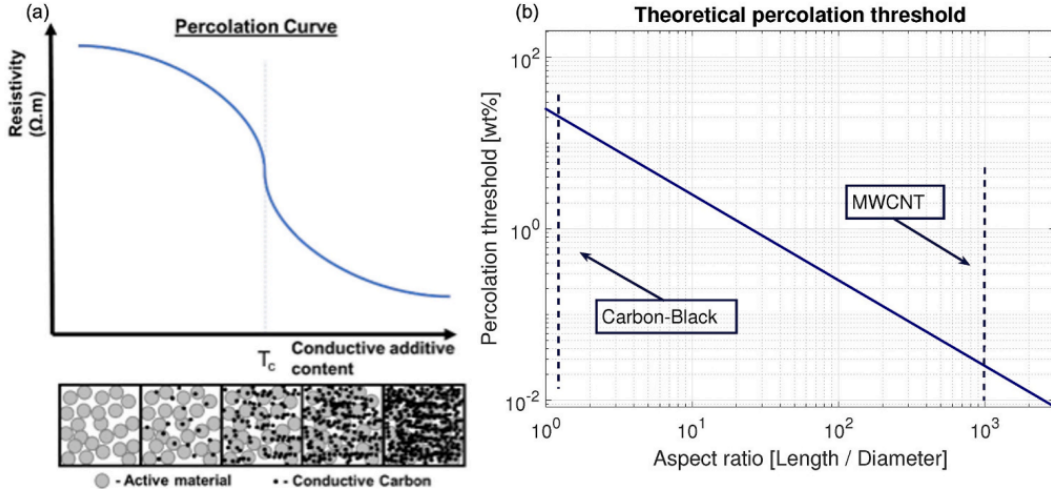 (a)
Percolation Curve
Resistivity
(Ω.m)
T_c
Conductive additive
content
- Active material
- Conductive Carbon
(b)
Theoretical percolation threshold
Percolation threshold [wt%]
10^2
10^0
10^-2
MWCNT
Carbon-Black
10^0
10^1
10^2
10^3
Aspect ratio [Length / Diameter]